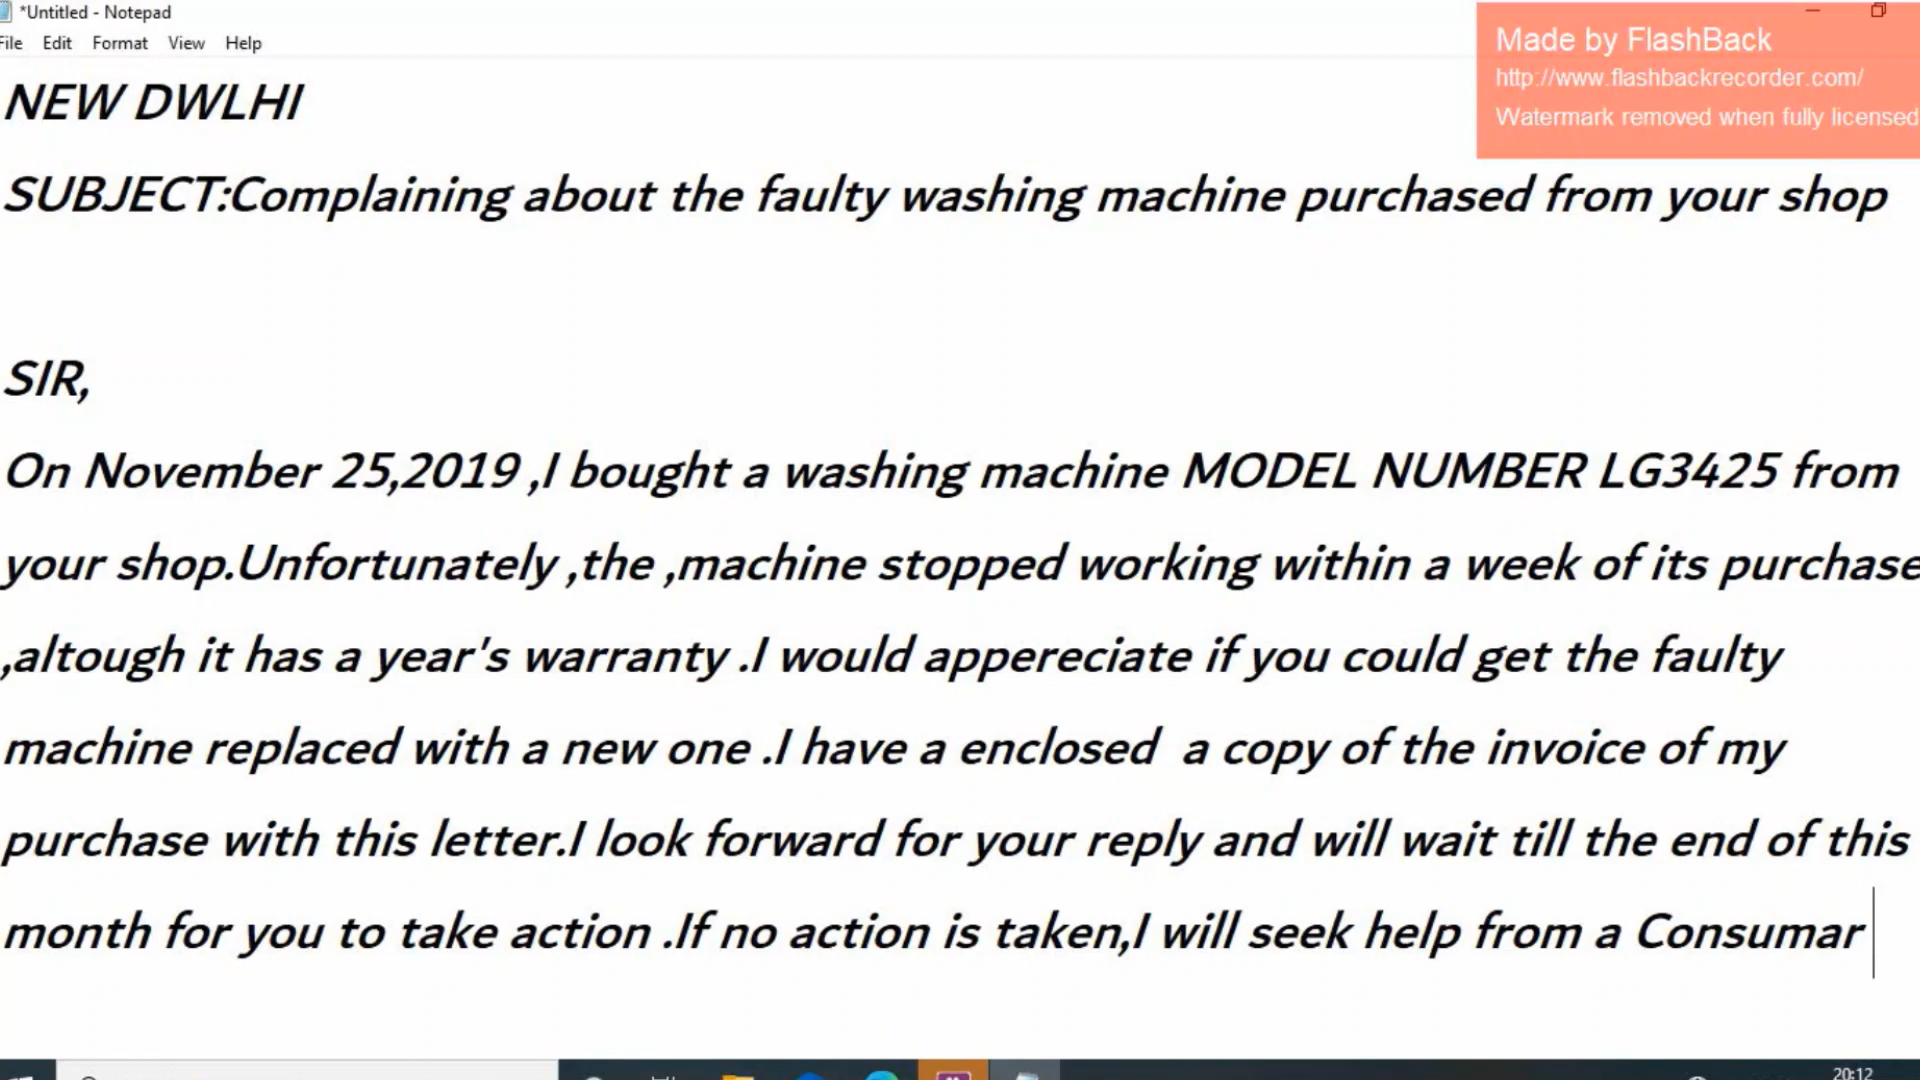 *Untitled - Notepad
File Edit Format View Help
Made by FlashBack
http://www.flashbackrecorder.com/
Watermark removed when fully licensed
NEW DWLHI
SUBJECT:Complaining about the faulty washing machine purchased from your shop
SIR,
On November 25,2019 ,I bought a washing machine MODEL NUMBER LG3425 from
your shop.Unfortunately ,the ,machine stopped working within a week of its purchase
,altough it has a year's warranty .I would appereciate if you could get the faulty
machine replaced with a new one .I have a enclosed  a copy of the invoice of my
purchase with this letter.I look forward for your reply and will wait till the end of this
month for you to take action .If no action is taken,I will seek help from a Consumar
20:12